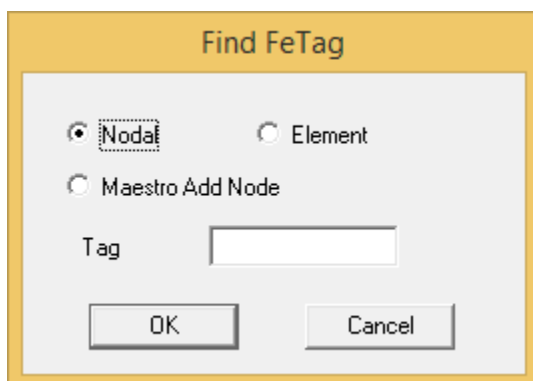 Find FeTag
Nodal Element
Maestro Add Node
Tag
OK Cancel